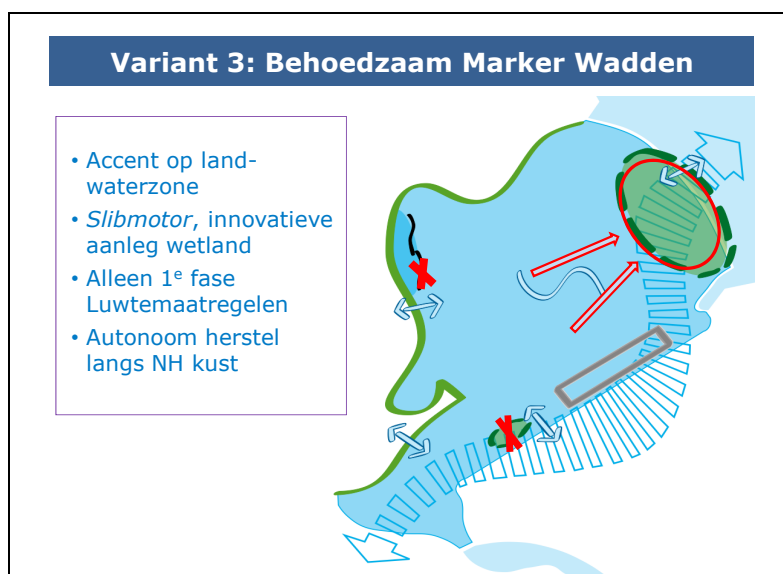 Variant 3: Behoedzaam Marker Wadden
• Accent op land-
waterzone
• Slibmotor, innovatieve
aanleg wetland
• Alleen 1e fase
Luwtemaatregelen
• Autonoom herstel
langs NH kust